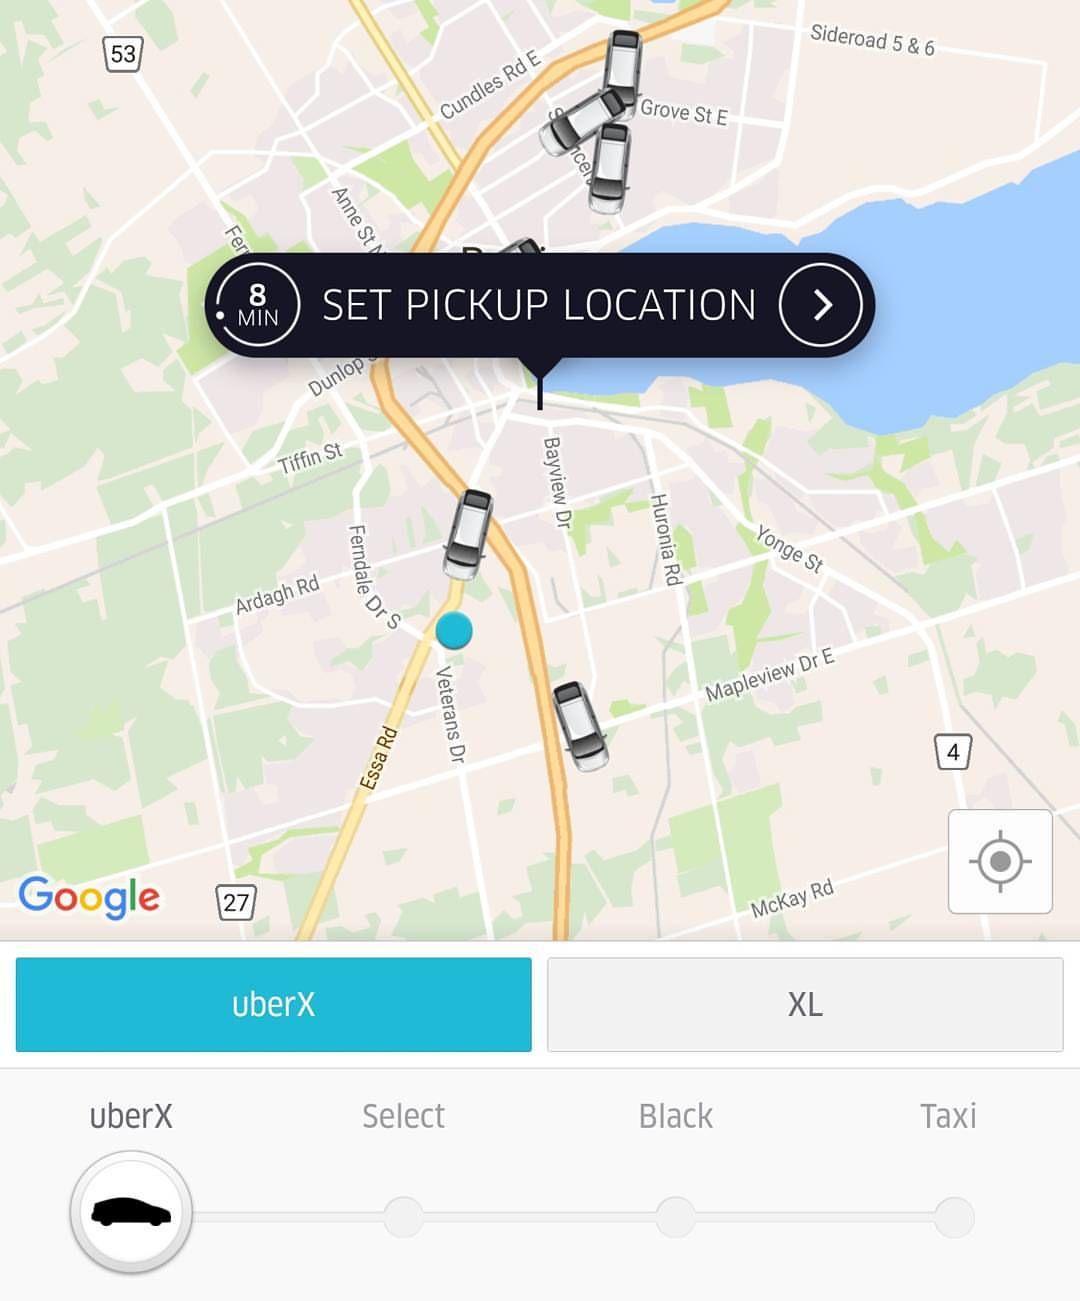 53
Sideroad 5 & 6
Cundles Rd E
Grove St E
Anne St N
8
MIN
SET PICKUP LOCATION
Dunlop S
Tiffin St
Bayview Dr
Huronia Rd
Yonge St
Ferndale Dr S
Ardagh Rd
Mapleview Dr E
Veterans Dr
Essa Rd
4
McKay Rd
27
Google
uberX
XL
uberX
Select
Black
Taxi